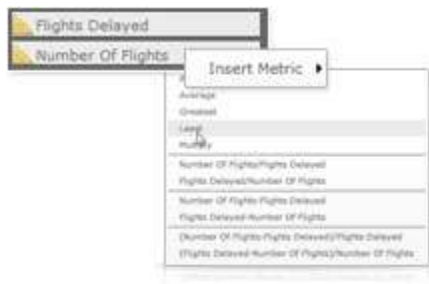 Flights Delayed
Number Of Flights
Insert Metric
Average
Greatest
Least
Multiply
Number Of Flights/Flights Delayed
Flights Delayed/Number Of Flights
Number Of Flights-Flights Delayed
Flights Delayed-Number Of Flights
(Number Of Flights-Flights Delayed)/Flights Delayed
(Flights Delayed-Number Of Flights)/Number Of Flights